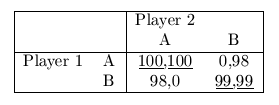 Player 2
A B
Player 1 A 100,100 0,98
B 98,0 99,99